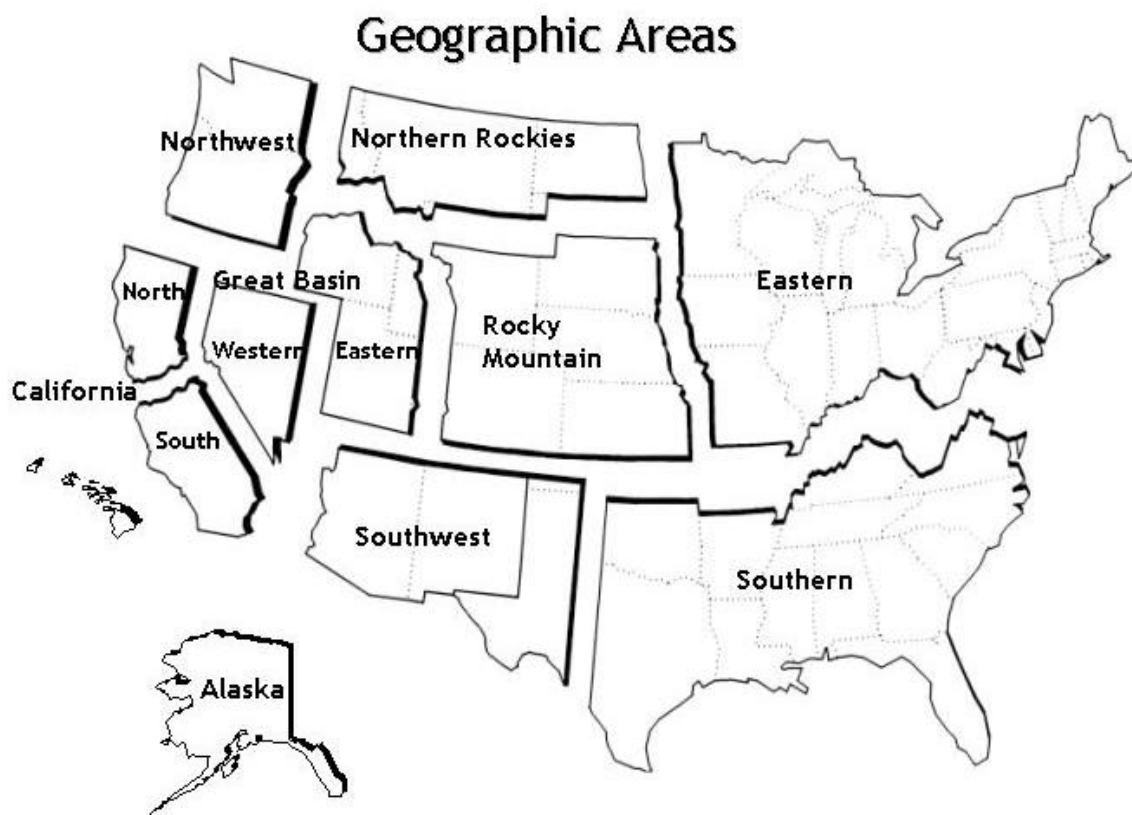 Geographic Areas
Northwest
Northern Rockies
North
Great Basin
Eastern
Western
Eastern
Rocky
Mountain
California
South
Southwest
Southern
Alaska